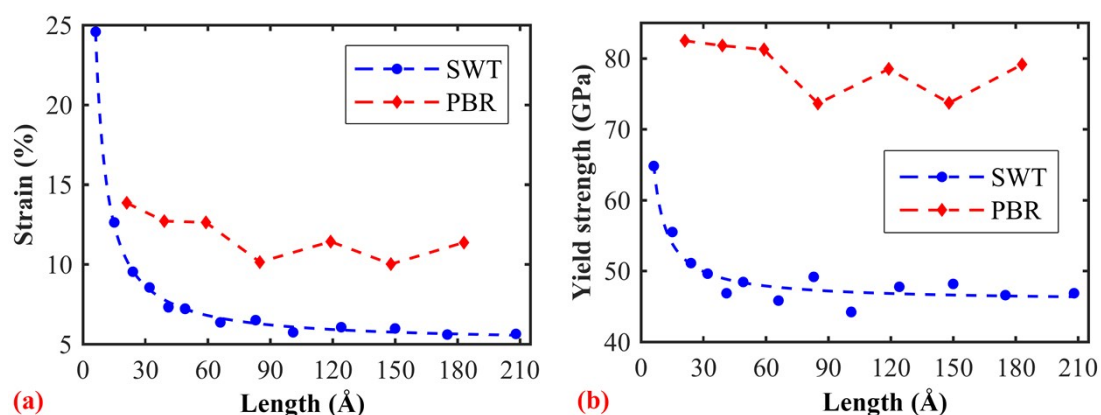 Strain (%)
25
20
15
10
5
SWT
PBR
0 30 60 90 120 150 180 210
Length (Å)
(a)
Yield strength (GPa)
80
70
60
50
40
SWT
PBR
0 30 60 90 120 150 180 210
Length (Å)
(b)